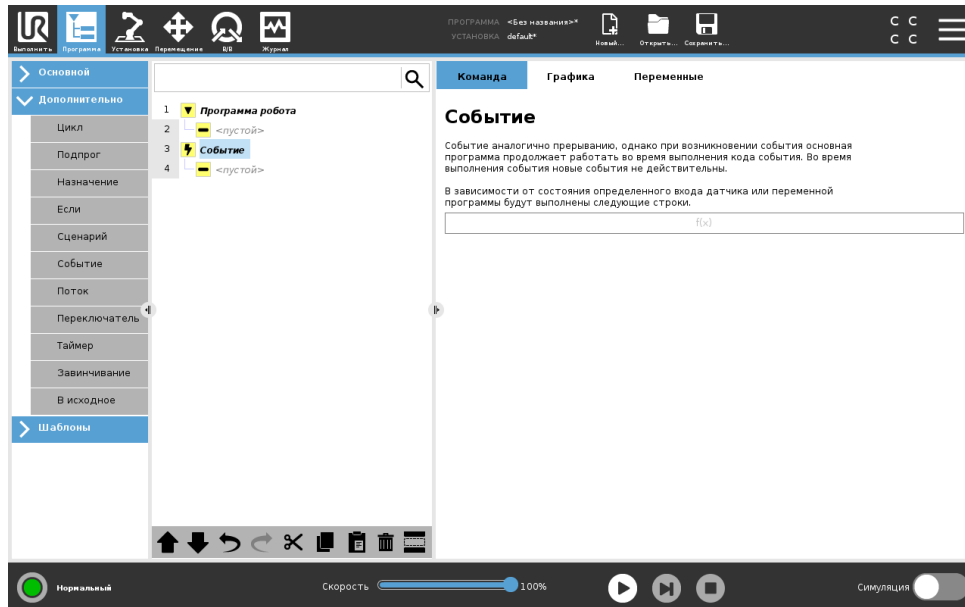 ПРОГРАММА <Без названия>*
УСТАНОВКА default*
C C
C C
Выполнить Программа Установка Перемещение В/В Журнал
Новый... Открыть... Сохранить...
Основной
Дополнительно
Цикл
Подпрог
Назначение
Если
Сценарий
Событие
Поток
Переключатель
Таймер
Завинчивание
В исходное
Шаблоны
1 Программа робота
2 <пустой>
3 Событие
4 <пустой>
Команда Графика Переменные
Событие
Событие аналогично прерыванию, однако при возникновении события основная
программа продолжает работать во время выполнения кода события. Во время
выполнения события новые события не действительны.
В зависимости от состояния определенного входа датчика или переменной
программы будут выполнены следующие строки.
f(x)
Нормальный
Скорость 100%
Симуляция